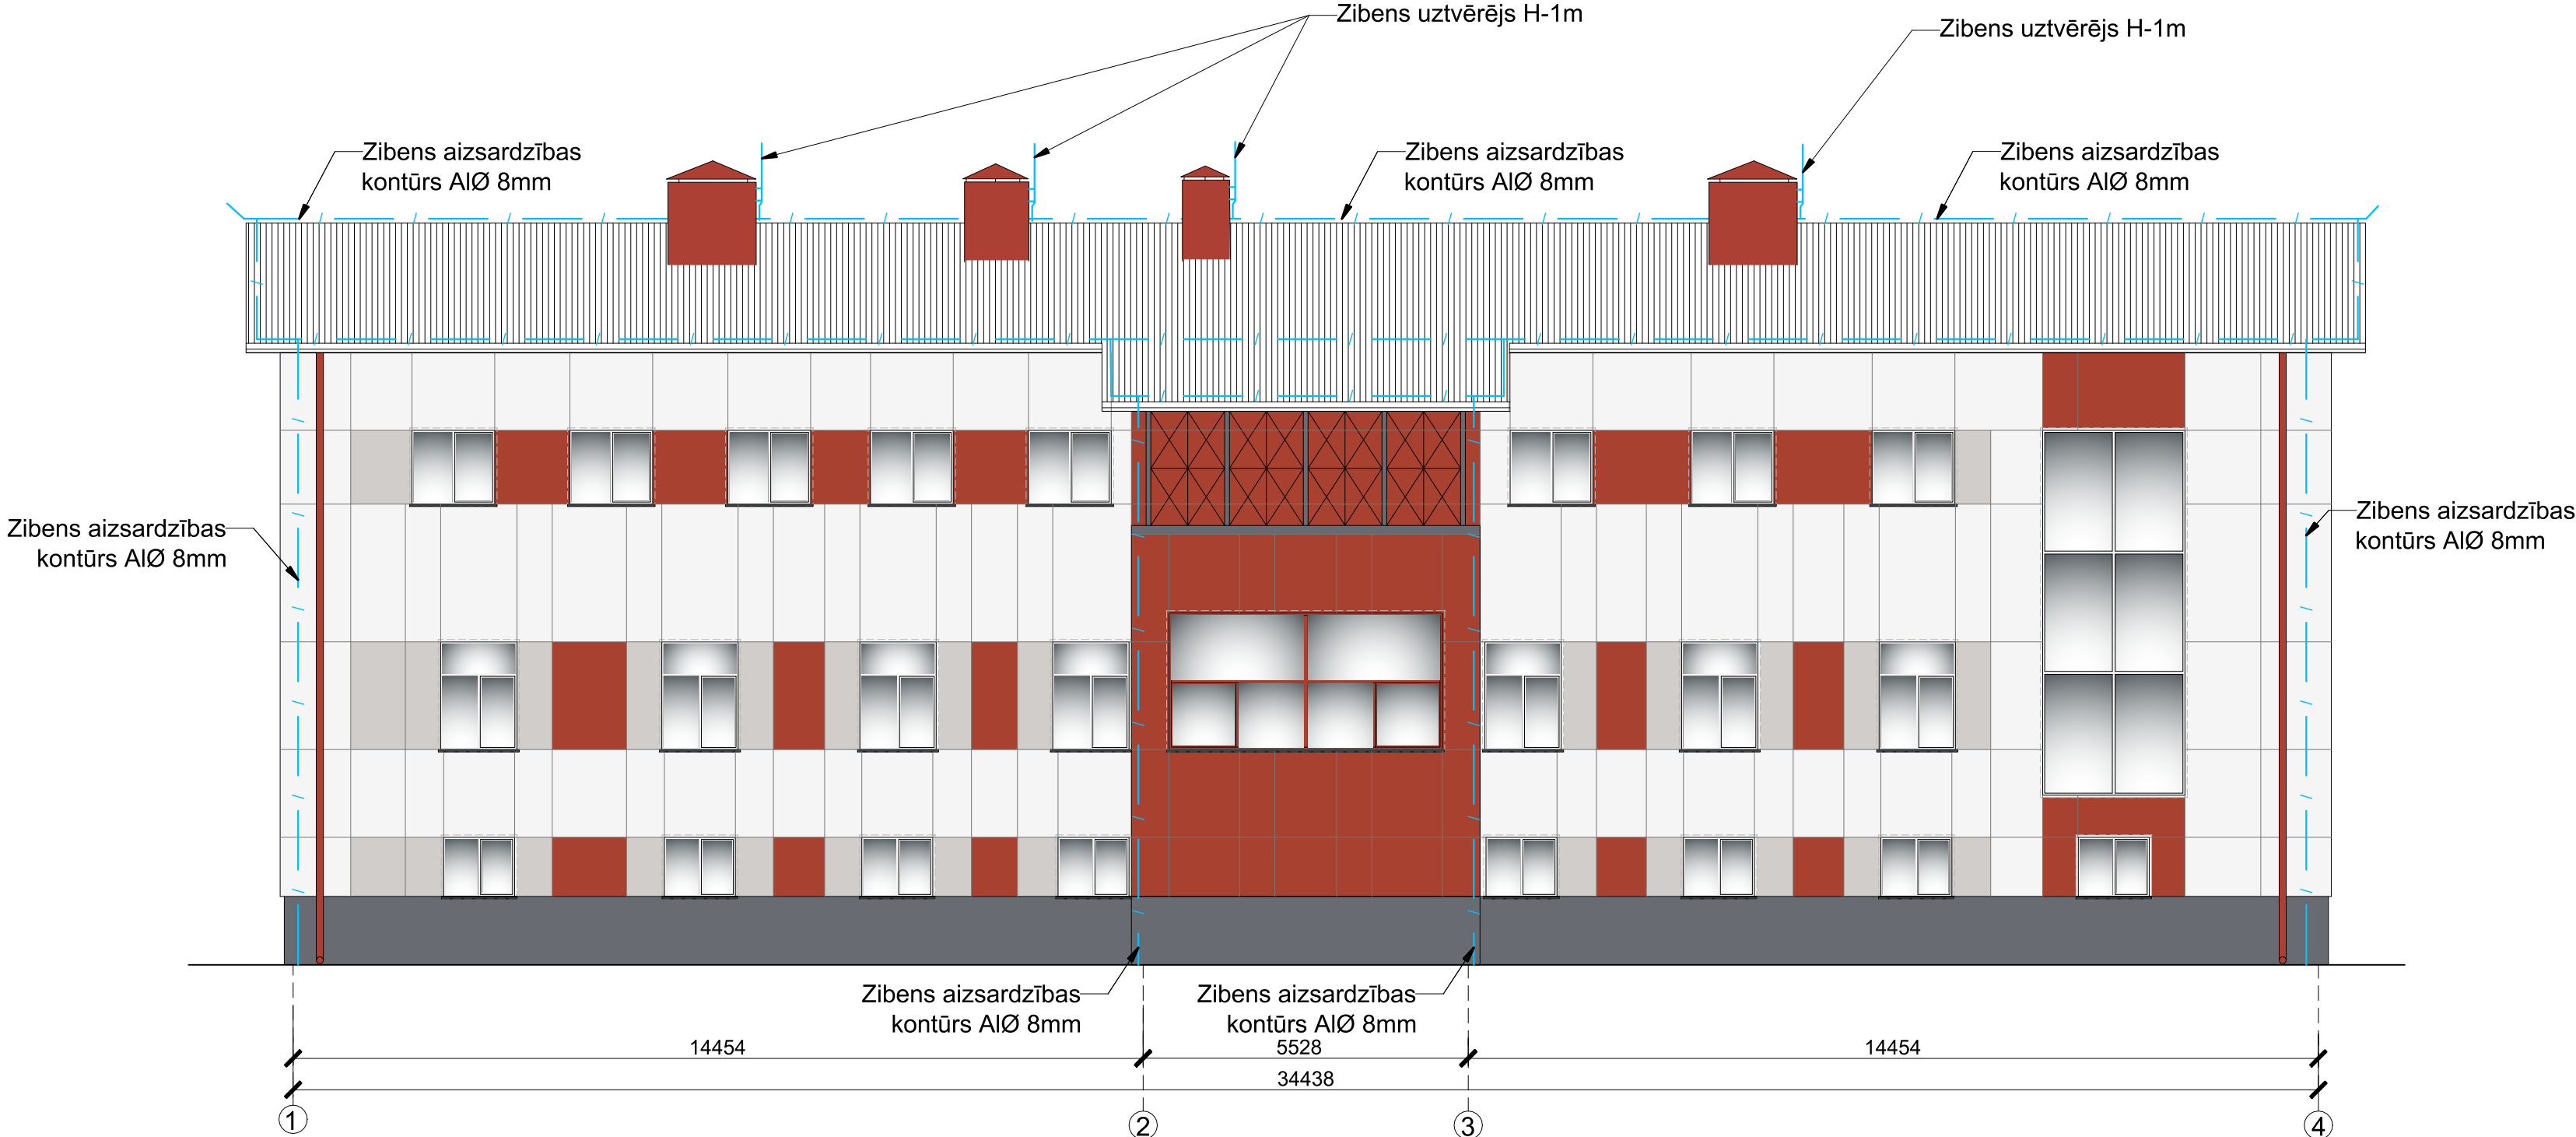 Zibens uztvērējs H-1m
Zibens uztvērējs H-1m
Zibens aizsardzības
kontūrs AlØ 8mm
Zibens aizsardzības
kontūrs AlØ 8mm
Zibens aizsardzības
kontūrs AlØ 8mm
Zibens aizsardzības
kontūrs AlØ 8mm
Zibens aizsardzības
kontūrs AlØ 8mm
Zibens aizsardzības
kontūrs AlØ 8mm
Zibens aizsardzības
kontūrs AlØ 8mm
14454
5528
14454
34438
1
2
3
4